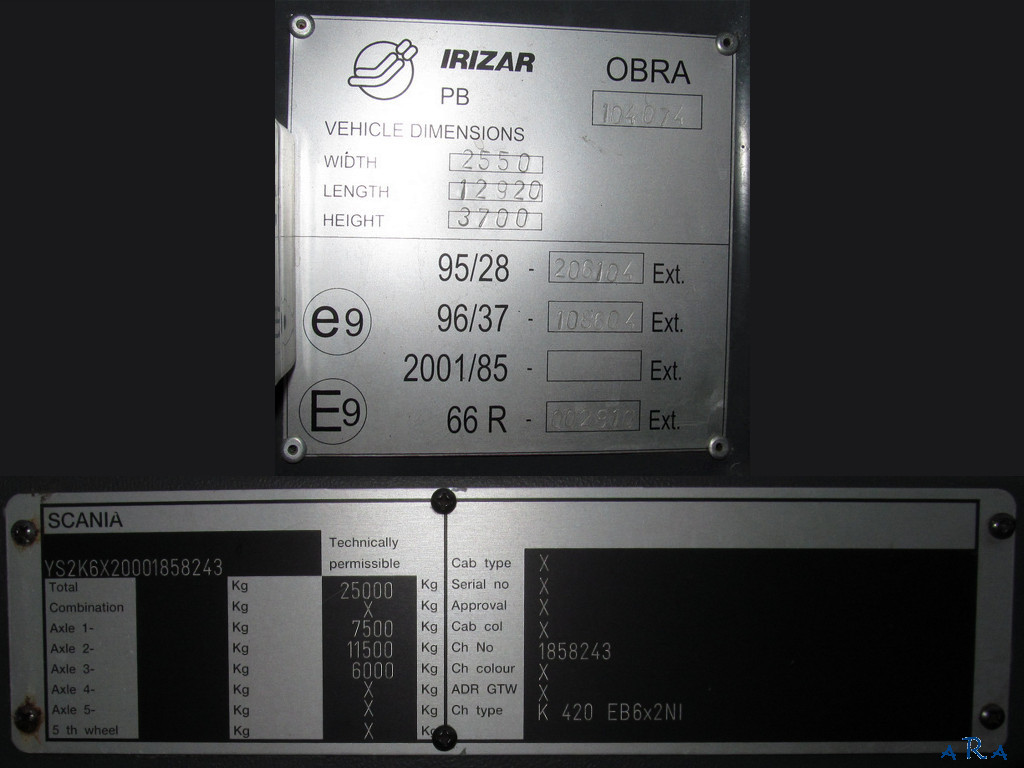 IRIZAR
OBRA
PB
104074
VEHICLE DIMENSIONS
WIDTH 2550
LENGTH 12920
HEIGHT 3700
95/28 - 206/04 Ext.
e9 96/37 - Ext.
2001/85 - Ext.
E9 66 R - Ext.
SCANIA
YS2K6X20001858243
Technically
permissible
Total Kg 25000 Kg
Combination Kg X Kg
Axle 1- Kg 7500 Kg
Axle 2- Kg 11500 Kg
Axle 3- Kg 6000 Kg
Axle 4- Kg X Kg
Axle 5- Kg X Kg
5 th wheel Kg X Kg
Cab type X
Serial no X
Approval X
Cab col X
Ch No 1858243
Ch colour X
ADR GTW X
Ch type K 420 EB6x2NI
ARA